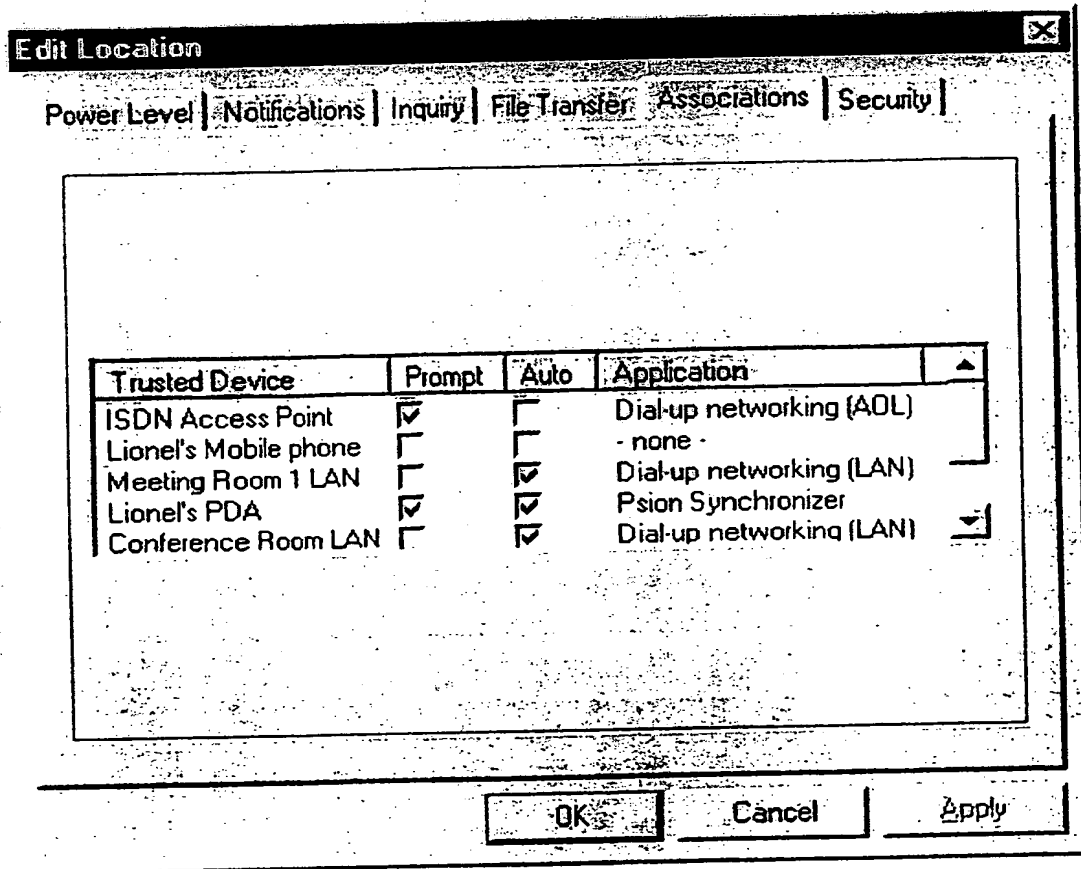 Edit Location
Power Level Notifications Inquiry File Transfer Associations Security
Trusted Device Prompt Auto Application
ISDN Access Point Dial-up networking (AOL)
Lionel's Mobile phone - none -
Meeting Room 1 LAN Dial-up networking (LAN)
Lionel's PDA Psion Synchronizer
Conference Room LAN Dial-up networking (LAN)
OK Cancel Apply